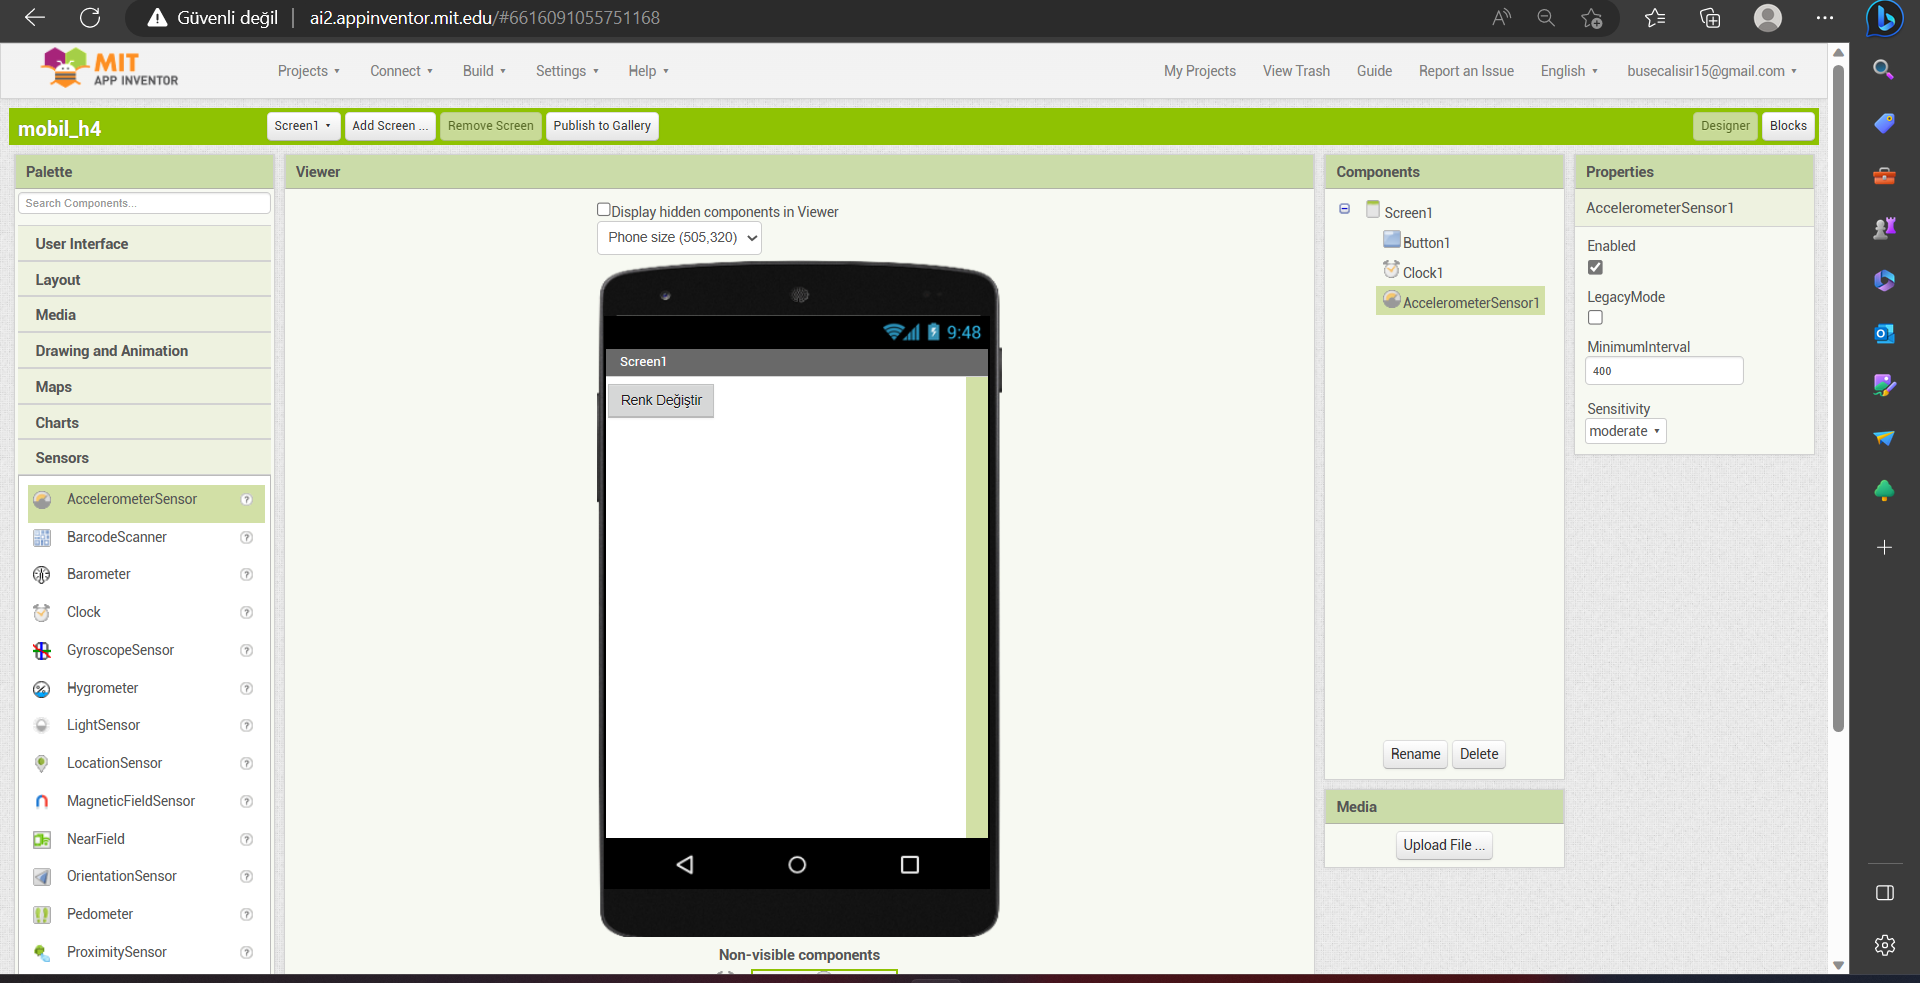 Güvenli değil
ai2.appinventor.mit.edu/#6616091055751168
MIT
APP INVENTOR
Projects
Connect
Build
Settings
Help
My Projects
View Trash
Guide
Report an Issue
English
busecalisir15@gmail.com
mobil_h4
Screen1
Add Screen ...
Remove Screen
Publish to Gallery
Designer
Blocks
Palette
Search Components...
User Interface
Layout
Media
Drawing and Animation
Maps
Charts
Sensors
AccelerometerSensor
BarcodeScanner
Barometer
Clock
GyroscopeSensor
Hygrometer
LightSensor
LocationSensor
MagneticFieldSensor
NearField
OrientationSensor
Pedometer
ProximitySensor
Viewer
Display hidden components in Viewer
Phone size (505,320)
9:48
Screen1
Renk Değiştir
Non-visible components
Components
Screen1
Button1
Clock1
AccelerometerSensor1
Rename
Delete
Media
Upload File ...
Properties
AccelerometerSensor1
Enabled
LegacyMode
MinimumInterval
400
Sensitivity
moderate